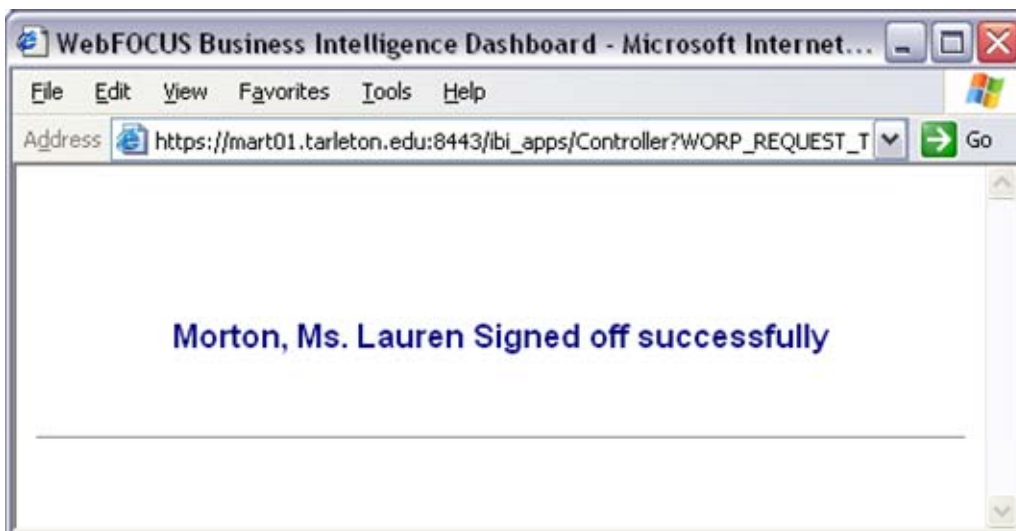 WebFOCUS Business Intelligence Dashboard - Microsoft Internet...
File Edit View Favorites Tools Help
Address https://mart01.tarleton.edu:8443/ibi_apps/Controller?WORP_REQUEST_T Go
Morton, Ms. Lauren Signed off successfully